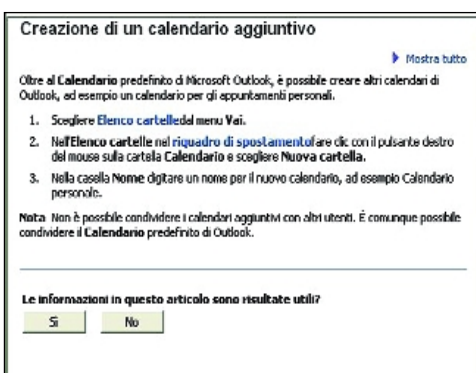 Creazione di un calendario aggiuntivo
Mostra tutto
Oltre al Calendario predefinito di Microsoft Outlook, è possibile creare altri calendari di
Outlook, ad esempio un calendario per gli appuntamenti personali.
1. Scegliere Elenco cartelledal menu Vai.
2. Nell'Elenco cartelle nel riquadro di spostamentofare clic con il pulsante destro
del mouse sulla cartella Calendario e scegliere Nuova cartella.
3. Nella casella Nome digitare un nome per il nuovo calendario, ad esempio Calendario
personale.
Nota Non è possibile condividere i calendari aggiuntivi con altri utenti. È comunque possibile
condividere il Calendario predefinito di Outlook.
Le informazioni in questo articolo sono risultate utili?
Sì No